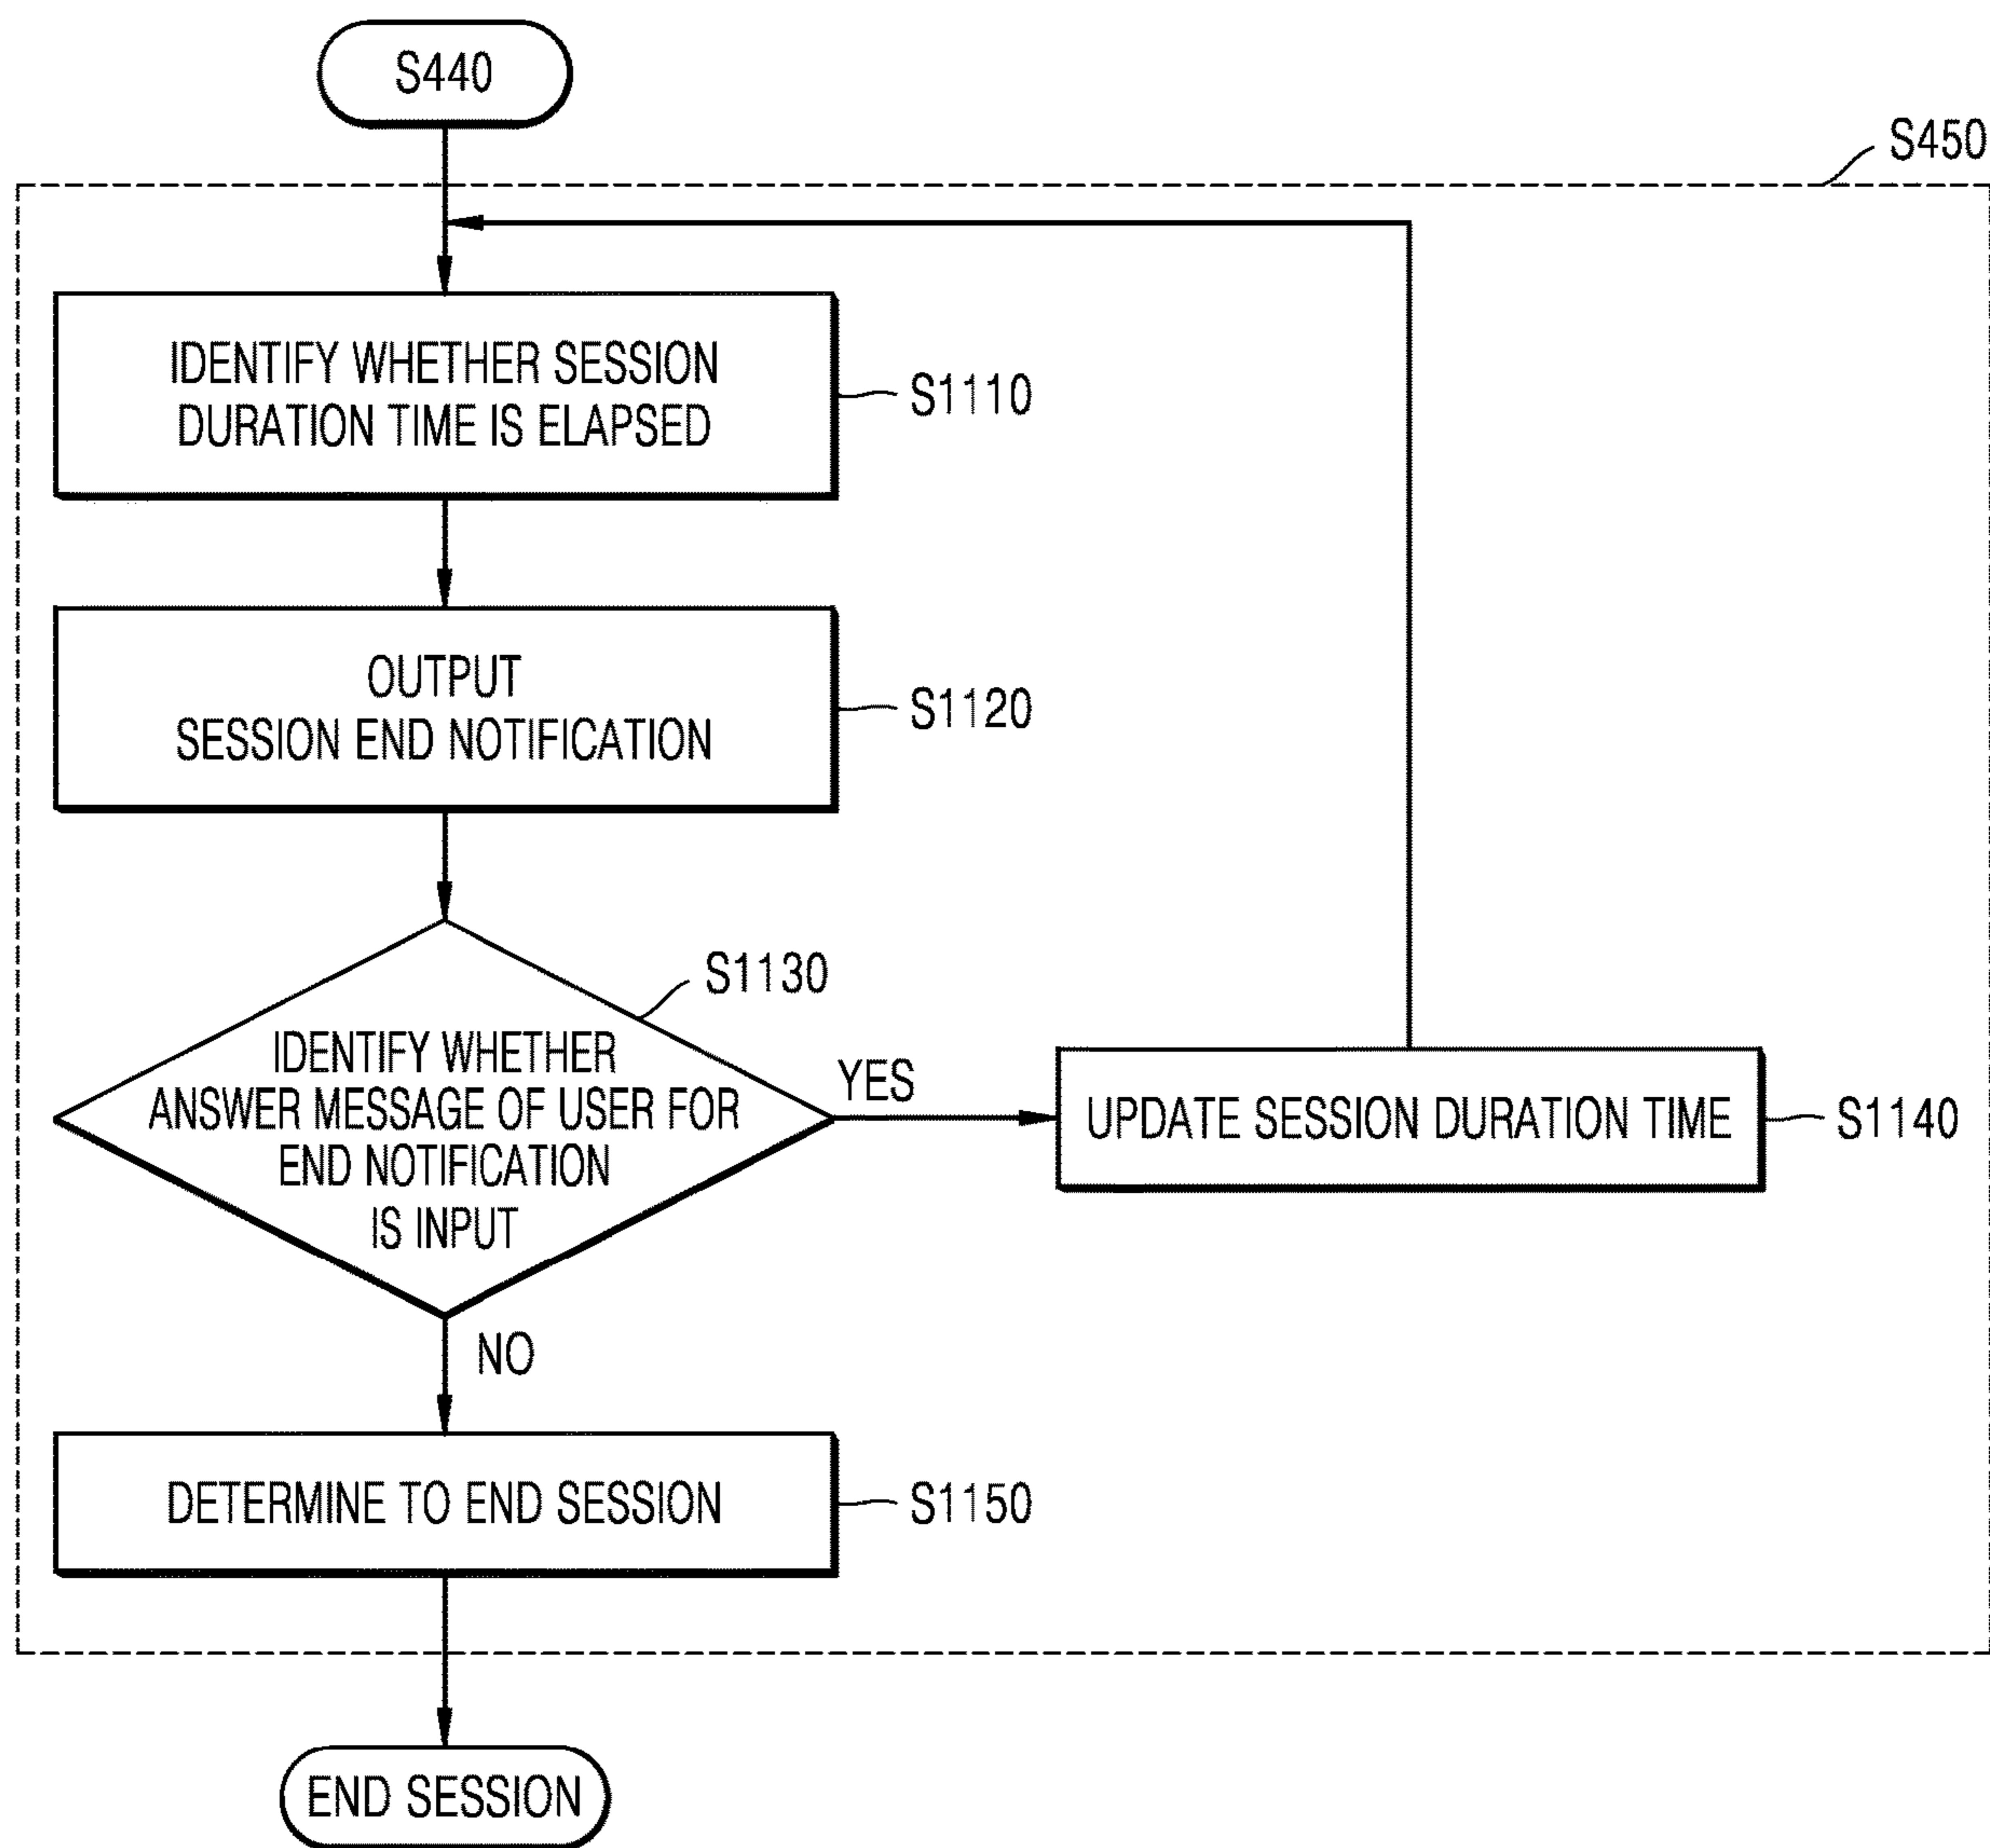 S440
S450
IDENTIFY WHETHER SESSION
DURATION TIME IS ELAPSED
S1110
OUTPUT
SESSION END NOTIFICATION
S1120
S1130
IDENTIFY WHETHER
ANSWER MESSAGE OF USER FOR
END NOTIFICATION
IS INPUT
YES
UPDATE SESSION DURATION TIME
S1140
NO
DETERMINE TO END SESSION
S1150
END SESSION